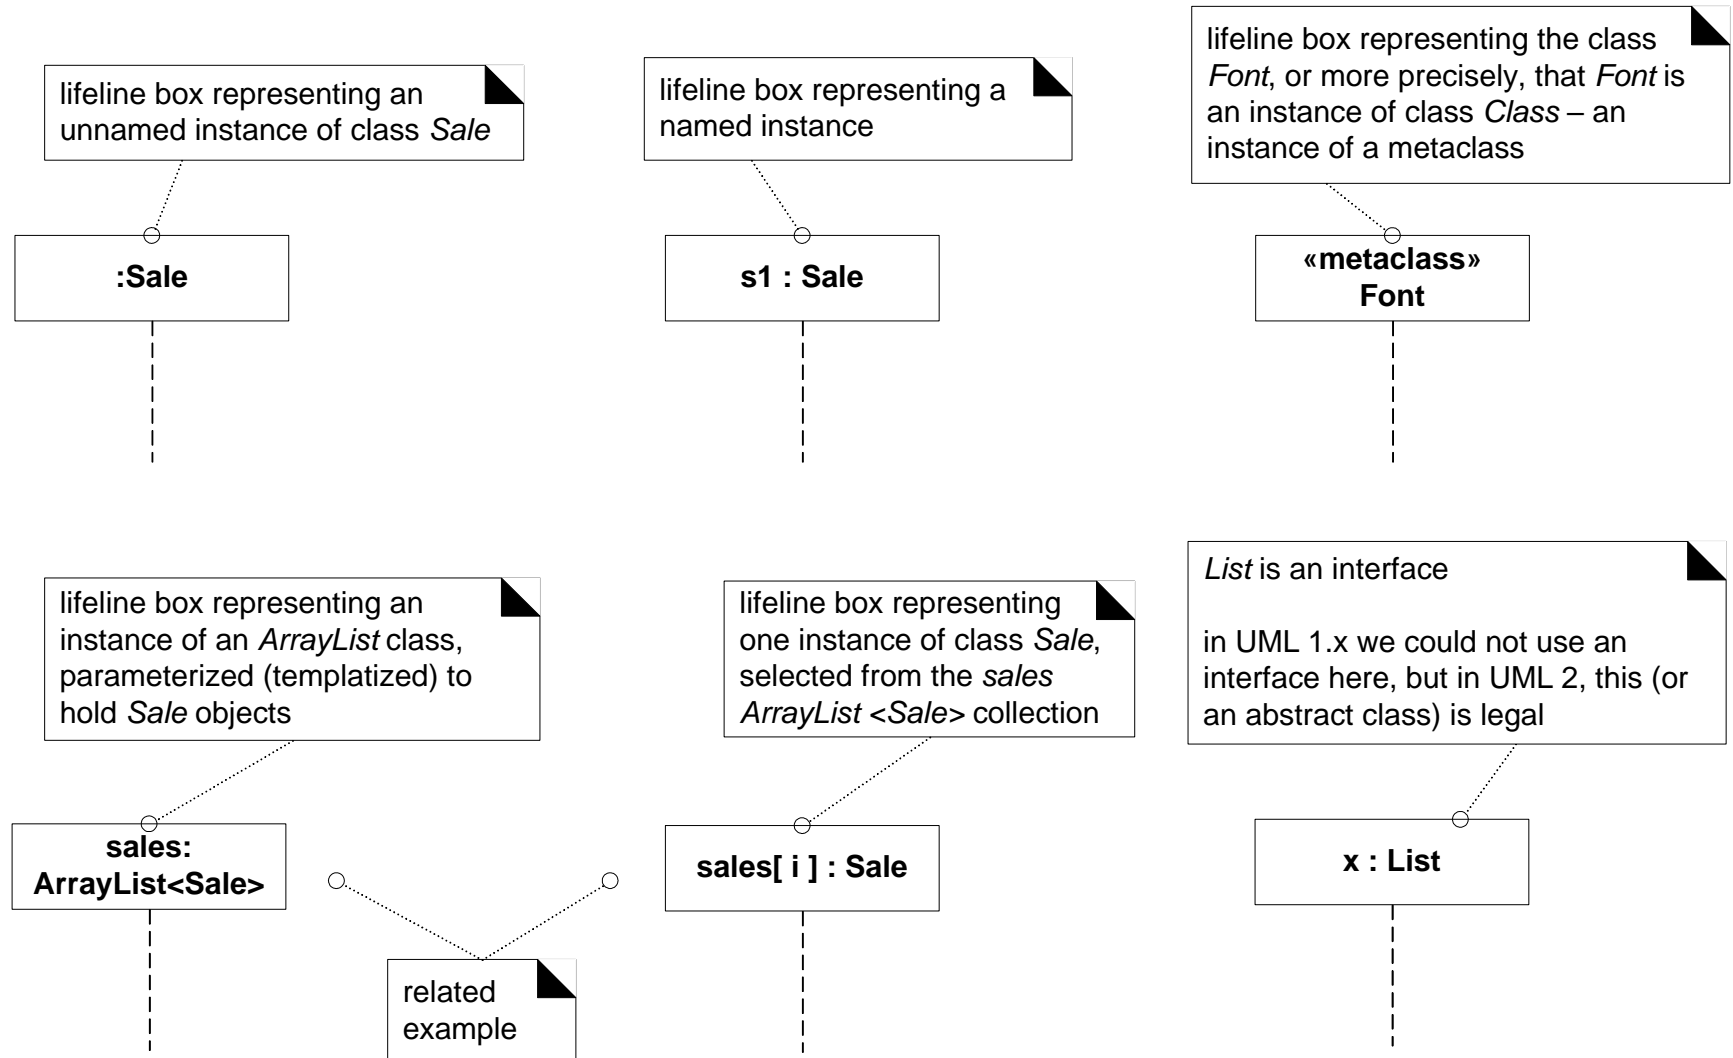 lifeline box representing an
unnamed instance of class Sale
:Sale
lifeline box representing a
named instance
s1 : Sale
lifeline box representing the class
Font, or more precisely, that Font is
an instance of class Class – an
instance of a metaclass
«metaclass»
Font
lifeline box representing an
instance of an ArrayList class,
parameterized (templatized) to
hold Sale objects
sales:
ArrayList<Sale>
related
example
lifeline box representing
one instance of class Sale,
selected from the sales
ArrayList <Sale> collection
sales[ i ] : Sale
List is an interface
in UML 1.x we could not use an
interface here, but in UML 2, this (or
an abstract class) is legal
x : List